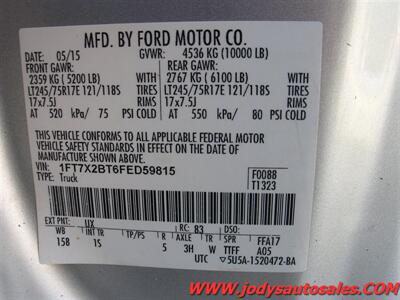 MFD. BY FORD MOTOR CO.
DATE: 05/15 GVWR: 4536 KG (10000 LB)
FRONT GAWR: REAR GAWR:
2359 KG ( 5200 LB) WITH 2767 KG ( 6100 LB) WITH
LT245/75R17E 121/118S TIRES LT245/75R17E 121/118S TIRES
17x7.5J RIMS 17x7.5J RIMS
AT 520 kPa/ 75 PSI COLD AT 550 kPa/ 80 PSI COLD
THIS VEHICLE CONFORMS TO ALL APPLICABLE FEDERAL MOTOR
VEHICLE SAFETY STANDARDS IN EFFECT ON THE DATE OF
MANUFACTURE SHOWN ABOVE.
VIN: 1FT7X2BT6FED59815 F0088
TYPE: Truck T1323
EXT PNT: UX RC: 83 DSO:
WB INT TR TP/PS R AXLE TR SPR FFA17
158 1S 5 3H W TTFF A05
UTC 5U5A-1520472-BA
www.jodysautosales.com